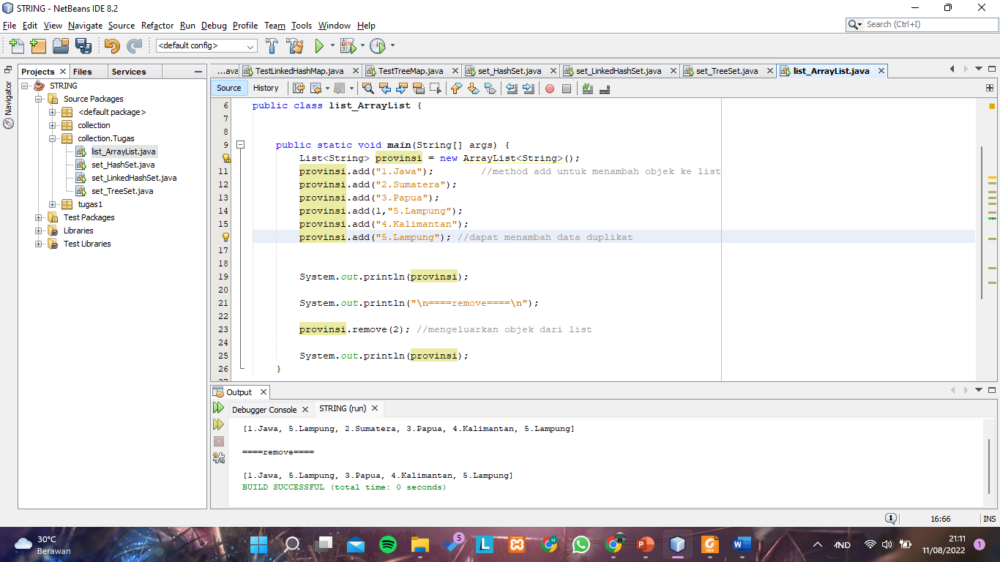 STRING - NetBeans IDE 8.2
File Edit View Navigate Source Refactor Run Debug Profile Team Tools Window Help
Search (Ctrl+I)
<default config>
Projects Files Services
...ava TestLinkedHashMap.java TestTreeMap.java set_HashSet.java set_LinkedHashSet.java set_TreeSet.java list_ArrayList.java
Navigator
STRING
Source Packages
<default package>
collection
collection.Tugas
list_ArrayList.java
set_HashSet.java
set_LinkedHashSet.java
set_TreeSet.java
tugas1
Test Packages
Libraries
Test Libraries
Source History
6 public class list_ArrayList {
7
8
9 public static void main(String[] args) {
List<String> provinsi = new ArrayList<String>();
11 provinsi.add("1.Jawa"); //method add untuk menambah objek ke list
12 provinsi.add("2.Sumatera");
13 provinsi.add("3.Papua");
14 provinsi.add(1,"5.Lampung");
15 provinsi.add("4.Kalimantan");
provinsi.add("5.Lampung"); //dapat menambah data duplikat
17
18
19 System.out.println(provinsi);
20
21 System.out.println("\n====remove====\n");
22
23 provinsi.remove(2); //mengeluarkan objek dari list
24
25 System.out.println(provinsi);
26 }
27
Output
Debugger Console STRING (run)
[1.Jawa, 5.Lampung, 2.Sumatera, 3.Papua, 4.Kalimantan, 5.Lampung]
====remove====
[1.Jawa, 5.Lampung, 3.Papua, 4.Kalimantan, 5.Lampung]
BUILD SUCCESSFUL (total time: 0 seconds)
1 16:66 INS
30°C
Berawan
5
L
IND
21:11
11/08/2022
1